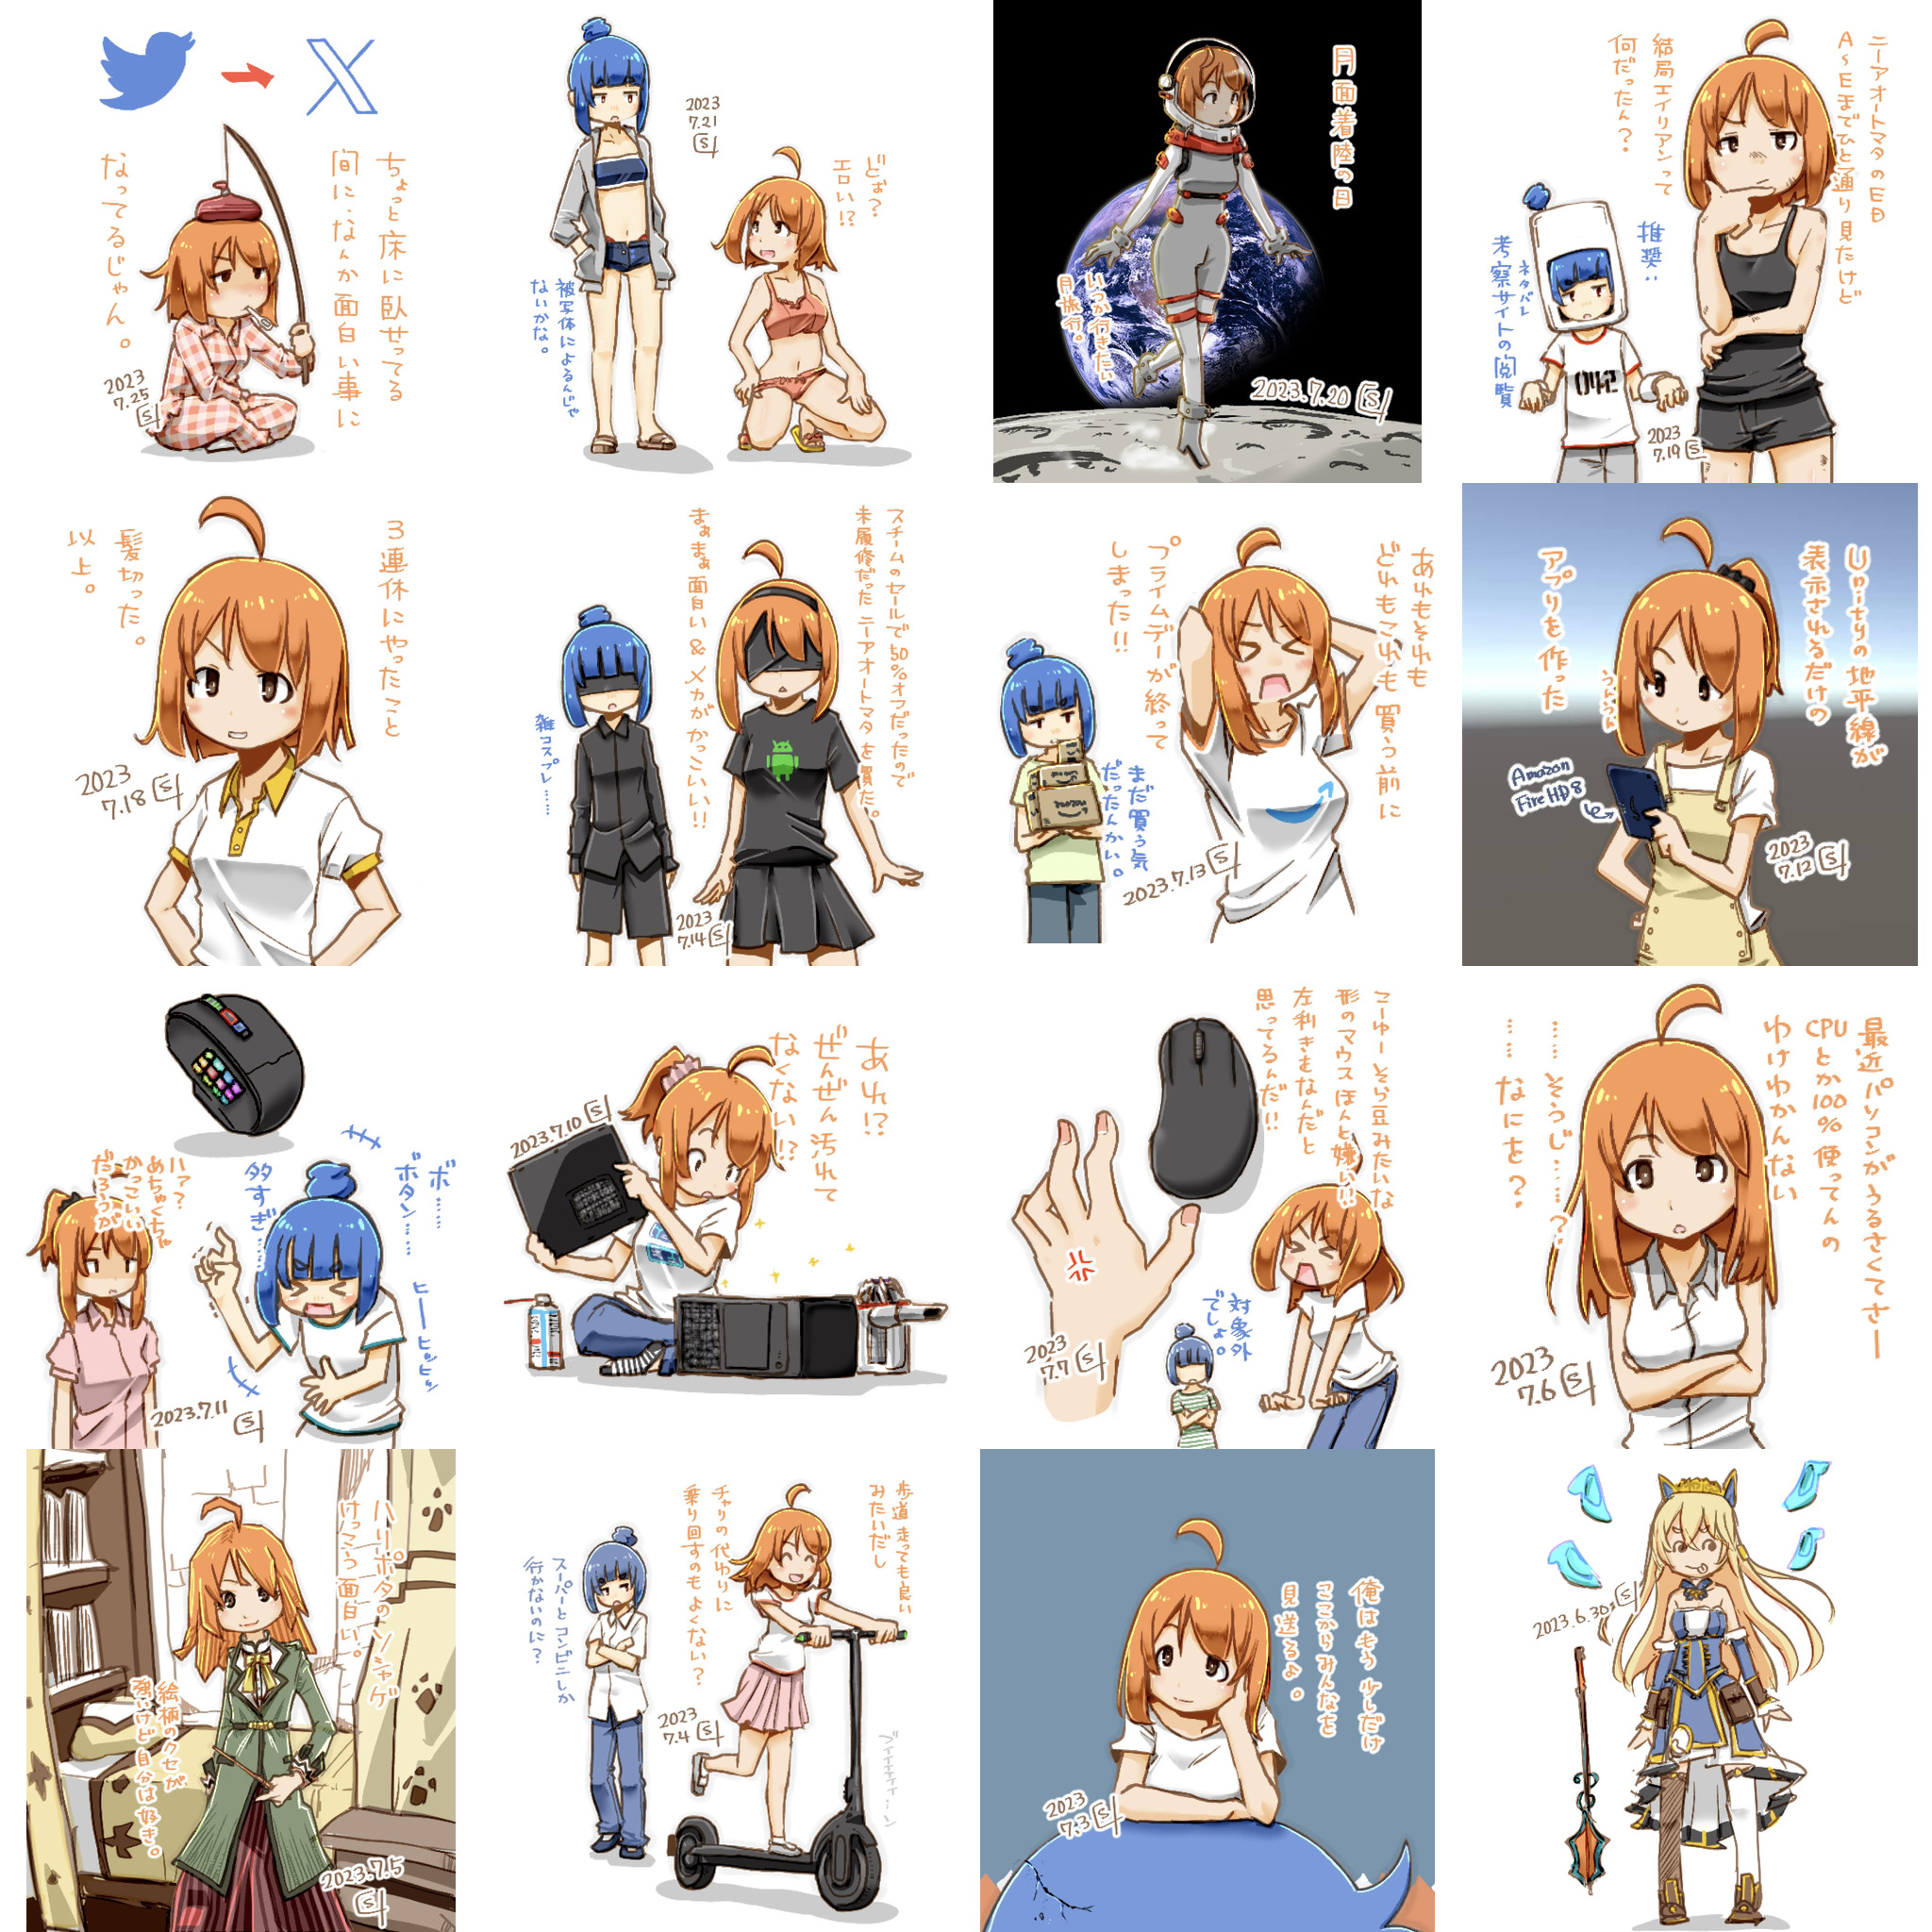 ちょっと床に臥せってる
間に、なんか面白い事に
なってるじゃん。
2023
7.25
S
2023
7.21
S
どお?
エロい!?
被写体によるんじゃ
ないかな。
月面着陸の日
いつか行きたい
月旅行。
2023.7.20
S
ニーアオートマタのED
A~Eまでひと通り見たけど
結局エイリアンって
何だったん?
推奨:
ネタバレ
考察サイトの閲覧
042
2023
7.19
S
3連休にやったこと
髪切った。
以上。
2023
7.18
S
スチームのセールで50%オフだったので
未履修だったニーアオートマタを買た。
まぁまぁ面白い&メカがかっこいい!!
雑コスプレ……
2023
7.14
S
あれもそれも
どれもこれも買う前に
プライムデーが終って
しまった!!
まだ買う気
だったんかい。
amazon
2023.7.13
S
Unityの地平線が
表示されるだけの
アプリを作った
うんうん
Amazon
Fire HD 8
2023
7.12
S
ボ……
ボタン……
多すぎ……
ヒーヒッヒッ
ハァ?
めちゃくちゃ
かっこいい
だろうが
2023.7.11
S
あれ!?
ぜんぜん汚れて
なくない!?
2023.7.10
S
こーゆーそら豆みたいな
形のマウスほんと嫌い!!
左利きもなんだと
思ってるんだ!!
対象外
でしょ。
2023
7.7
S
最近パソコンがうるさくてさー
CPUとか100%使ってんの
わけわかんない
……そうじ……?
……なにを?
2023
7.6
S
ハリーポタのソシャゲ
けっこう面白い。
絵柄のクセが
強いけど自分は好き。
2023.7.5
S
歩道走っても良い
みたいだし
チャリの代わりに
乗り回すのもよくない?
スーパーとコンビニしか
行かないのに?
2023
7.4
S
俺はもう少しだけ
ここからみんなを
見送るよ。
2023
7.3
S
2023.6.30
S